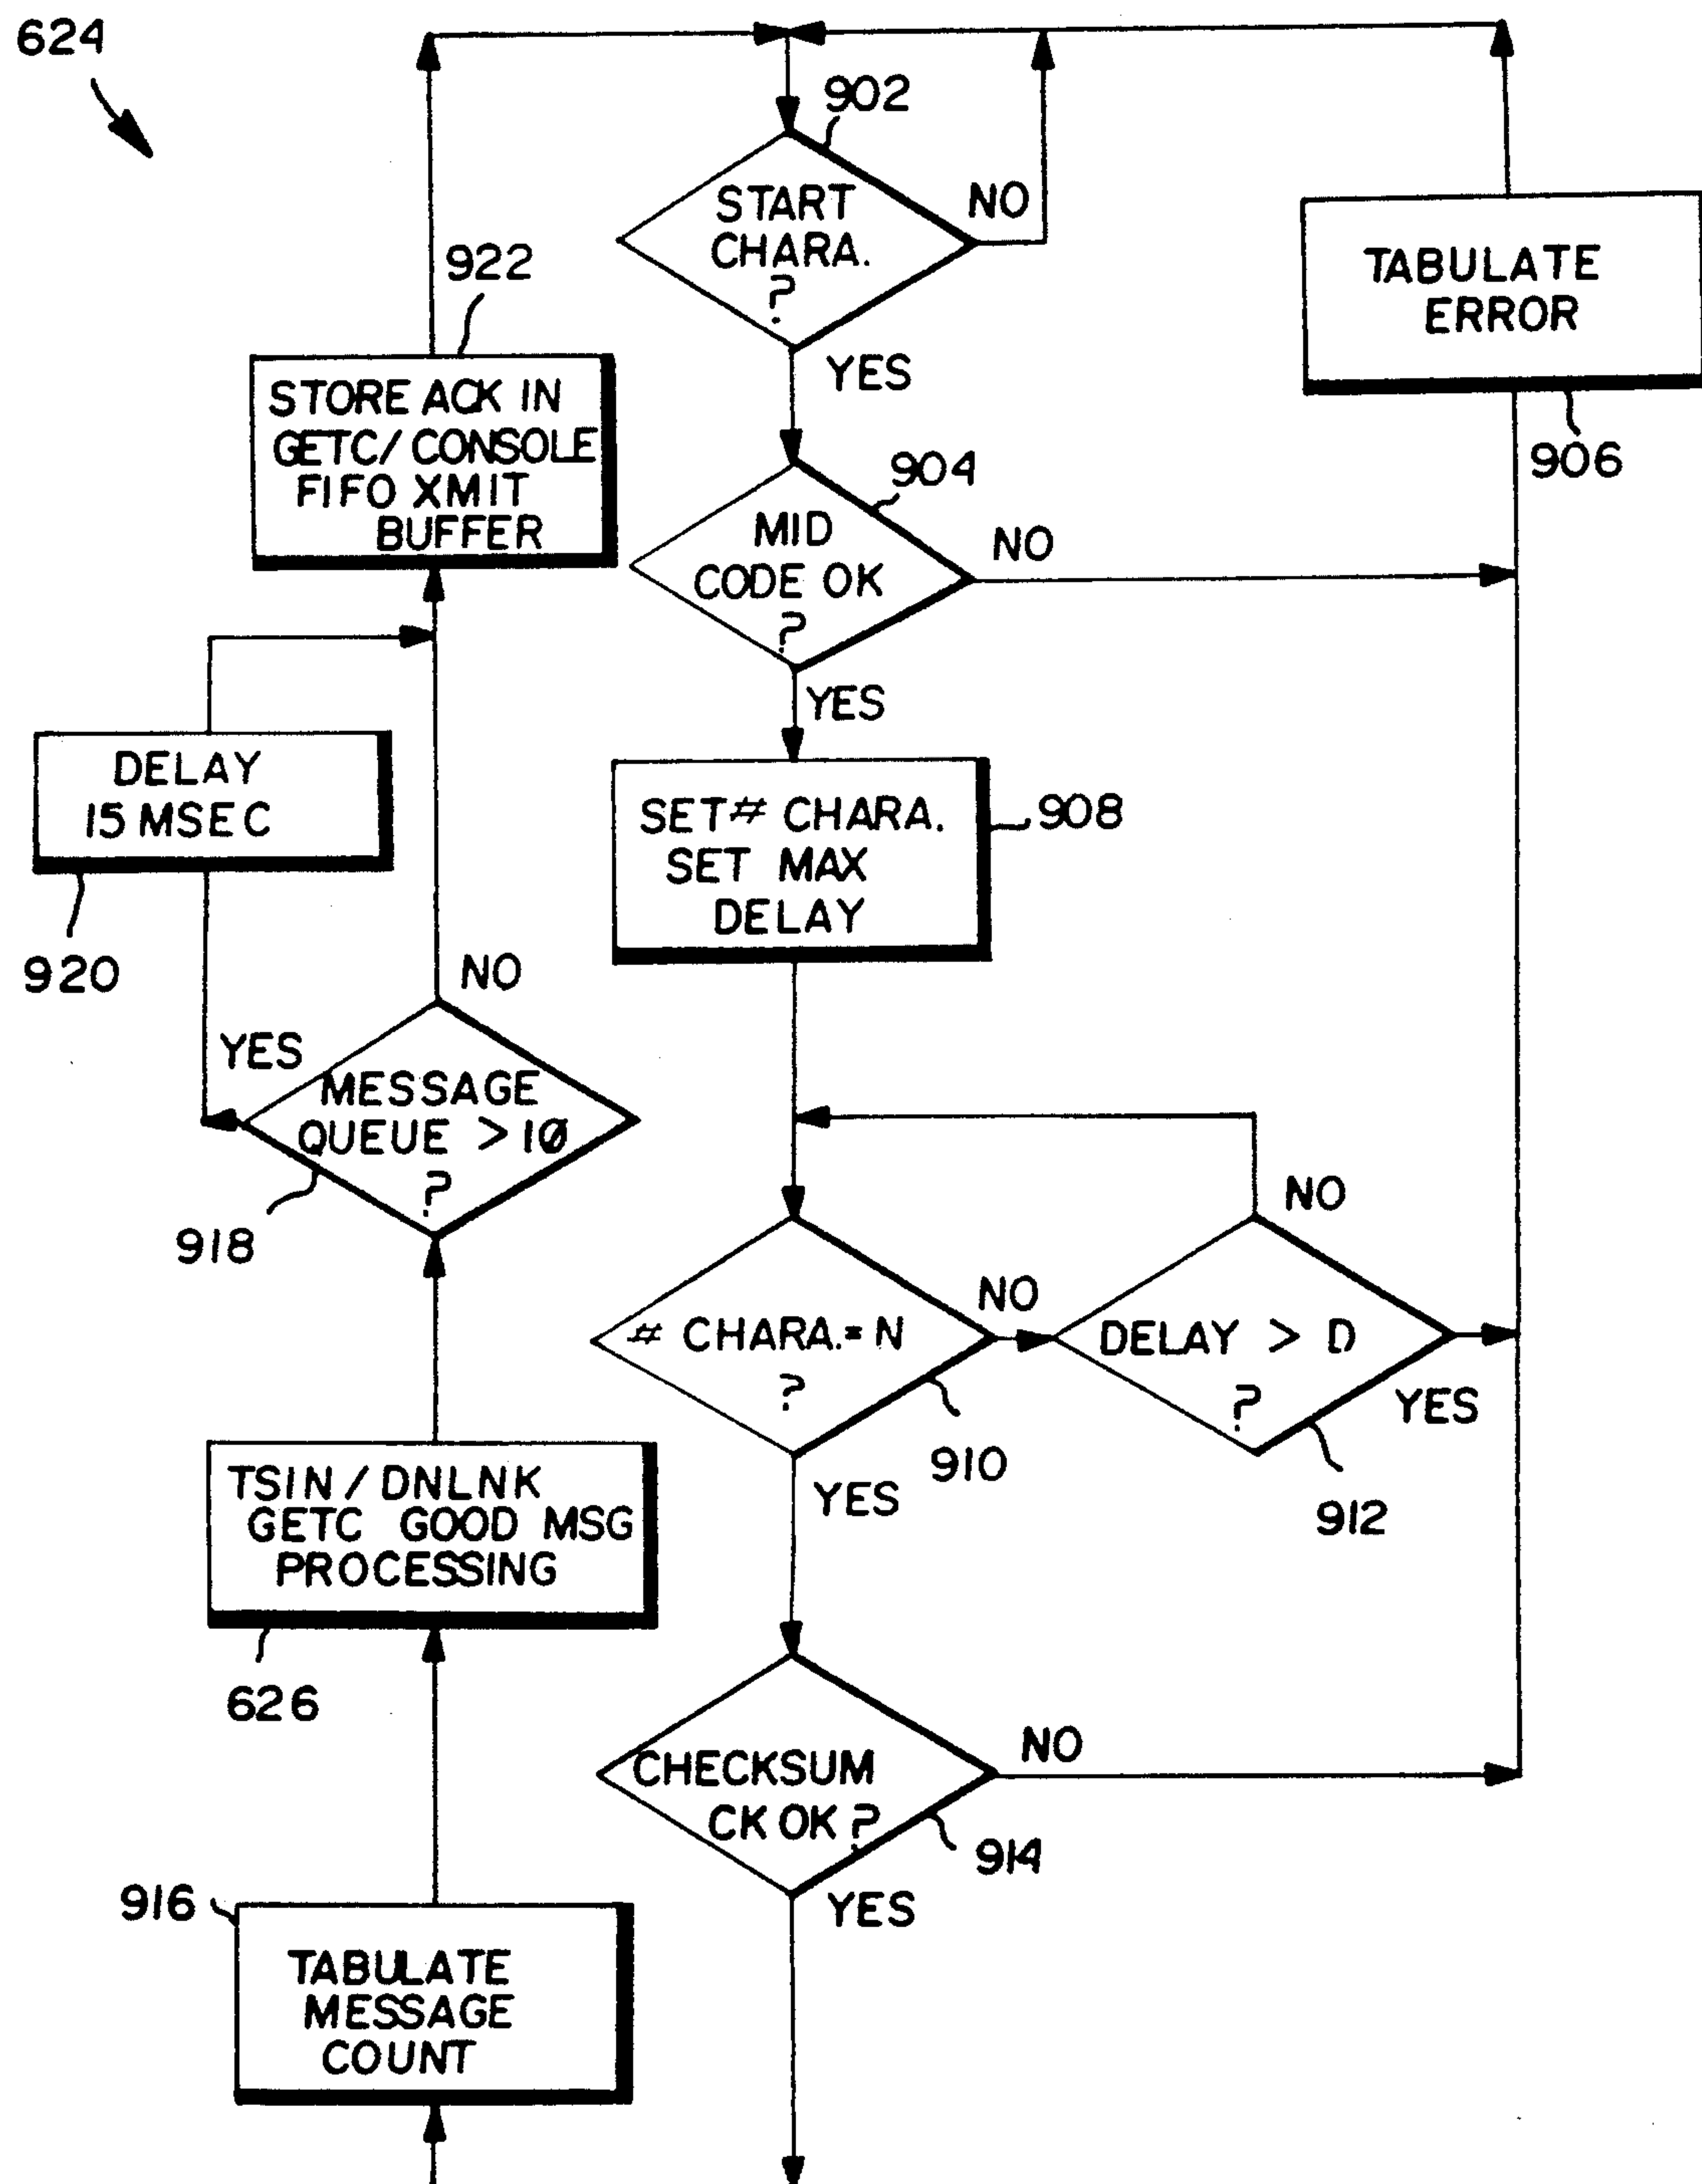 624
902
START
CHARA.
?
NO
YES
TABULATE
ERROR
906
922
STORE ACK IN
GETC/CONSOLE
FIFO XMIT
BUFFER
904
MID
CODE OK
?
NO
YES
DELAY
15 MSEC
920
SET # CHARA.
SET MAX
DELAY
908
NO
YES
MESSAGE
QUEUE > 10
?
918
# CHARA. = N
?
NO
910
YES
DELAY > D
?
NO
YES
912
TSIN / DNLNK
GETC GOOD MSG
PROCESSING
626
CHECKSUM
CK OK ?
NO
914
YES
916
TABULATE
MESSAGE
COUNT